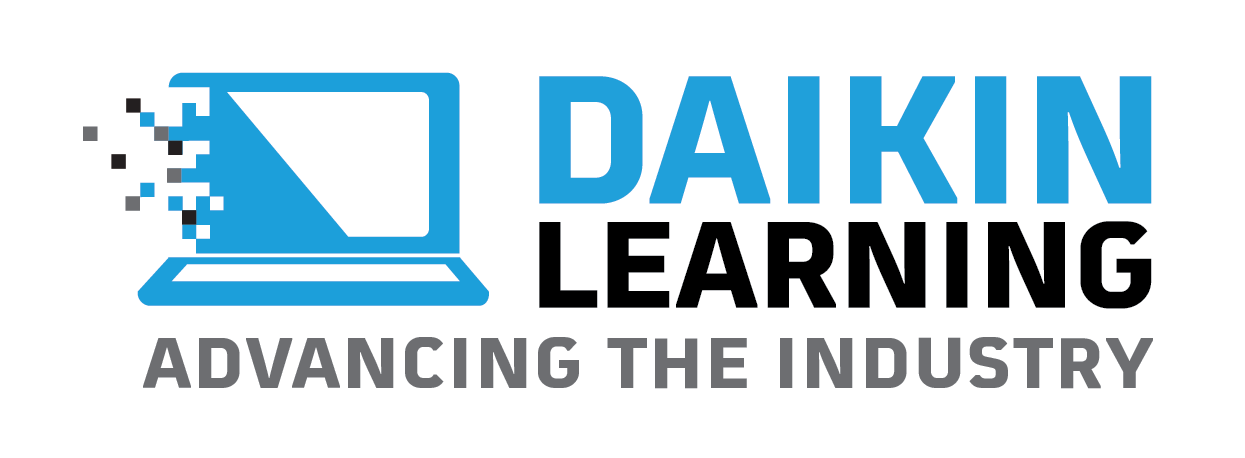 DAIKIN
LEARNING
ADVANCING THE INDUSTRY